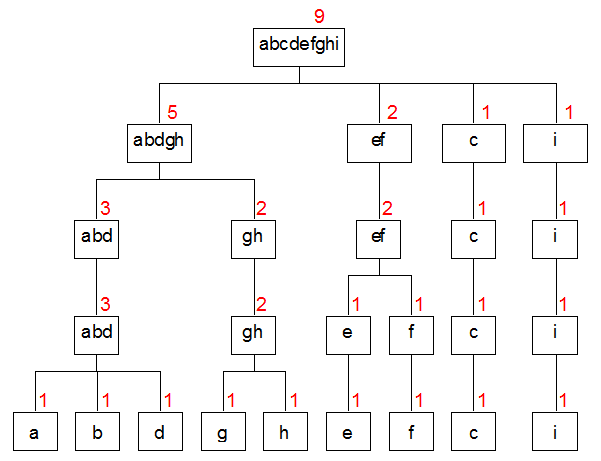 9
abcdefghi
5 2 1 1
abdgh ef c i
3 2 2 1 1
abd gh ef c i
3 2 1 1 1 1
abd gh e f c i
1 1 1 1 1 1 1 1 1
a b d g h e f c i